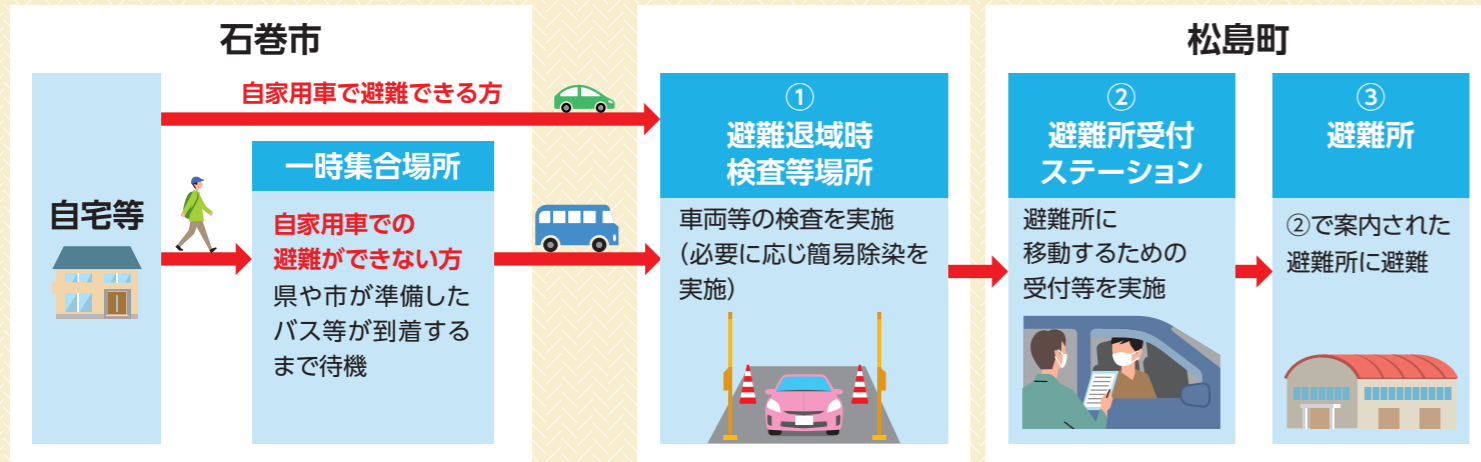 石巻市
自宅等
自家用車で避難できる方
一時集合場所
自家用車での
避難ができない方
県や市が準備した
バス等が到着する
まで待機
①
避難退域時
検査等場所
車両等の検査を実施
(必要に応じ簡易除染を
実施)
松島町
②
避難所受付
ステーション
避難所に
移動するための
受付等を実施
③
避難所
②で案内された
避難所に避難